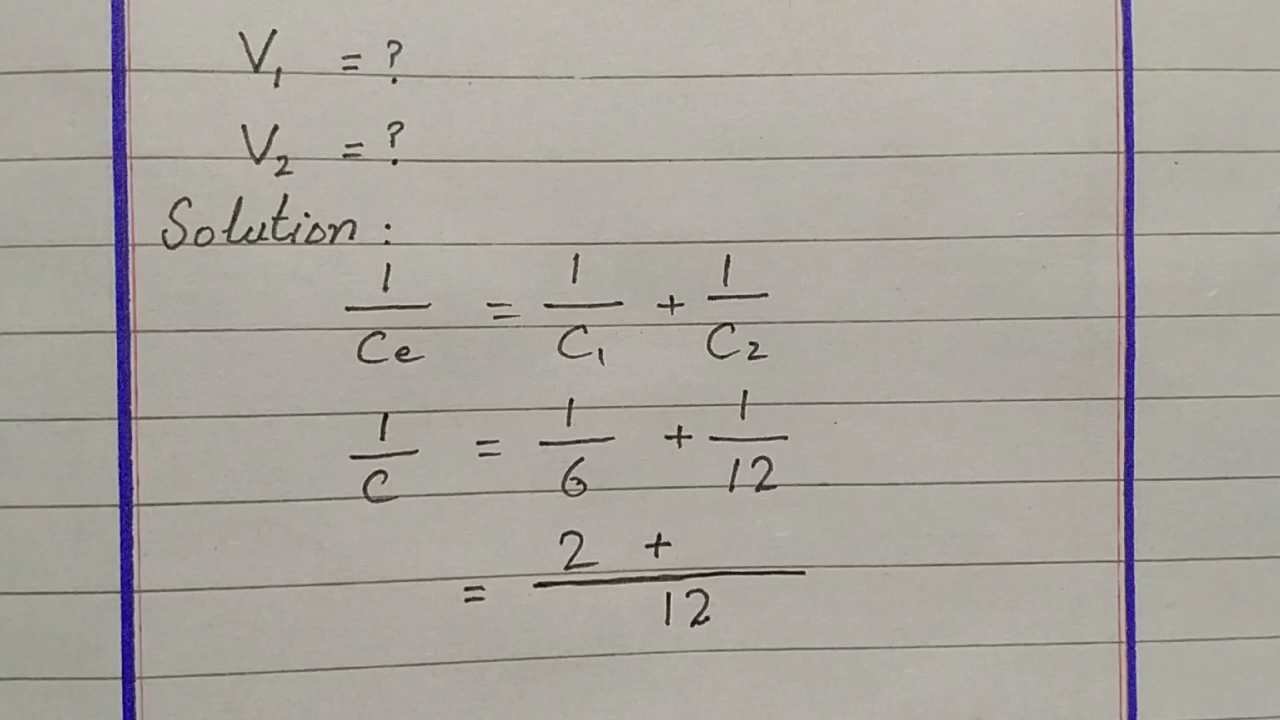 V₁ = ?
V₂ = ?
Solution :
1/Ce = 1/C₁ + 1/C₂
1/C = 1/6 + 1/12
= 2 + /12